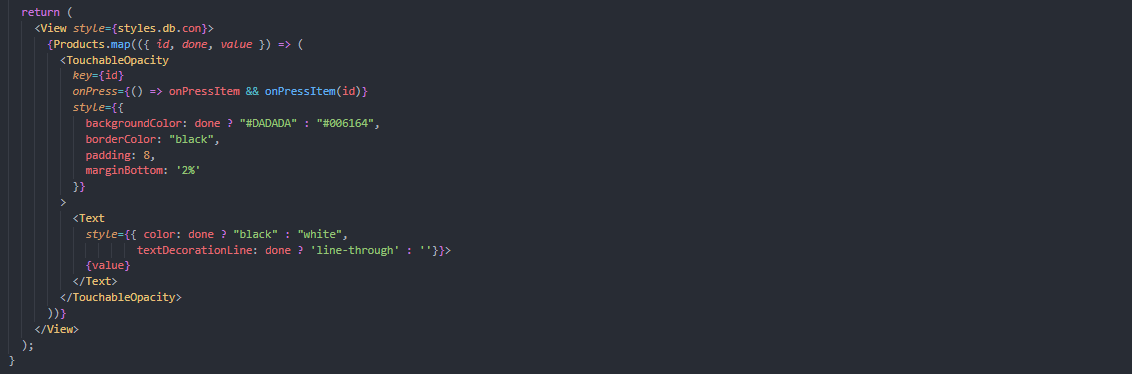 return (
<View style={styles.db.con}>
{Products.map(({ id, done, value }) => (
<TouchableOpacity
key={id}
onPress={() => onPressItem && onPressItem(id)}
style={{
backgroundColor: done ? "#DADADA" : "#006164",
borderColor: "black",
padding: 8,
marginBottom: '2%'
}}
>
<Text
style={{ color: done ? "black" : "white",
textDecorationLine: done ? 'line-through' : ''}}>
{value}
</Text>
</TouchableOpacity>
))}
</View>
);
}